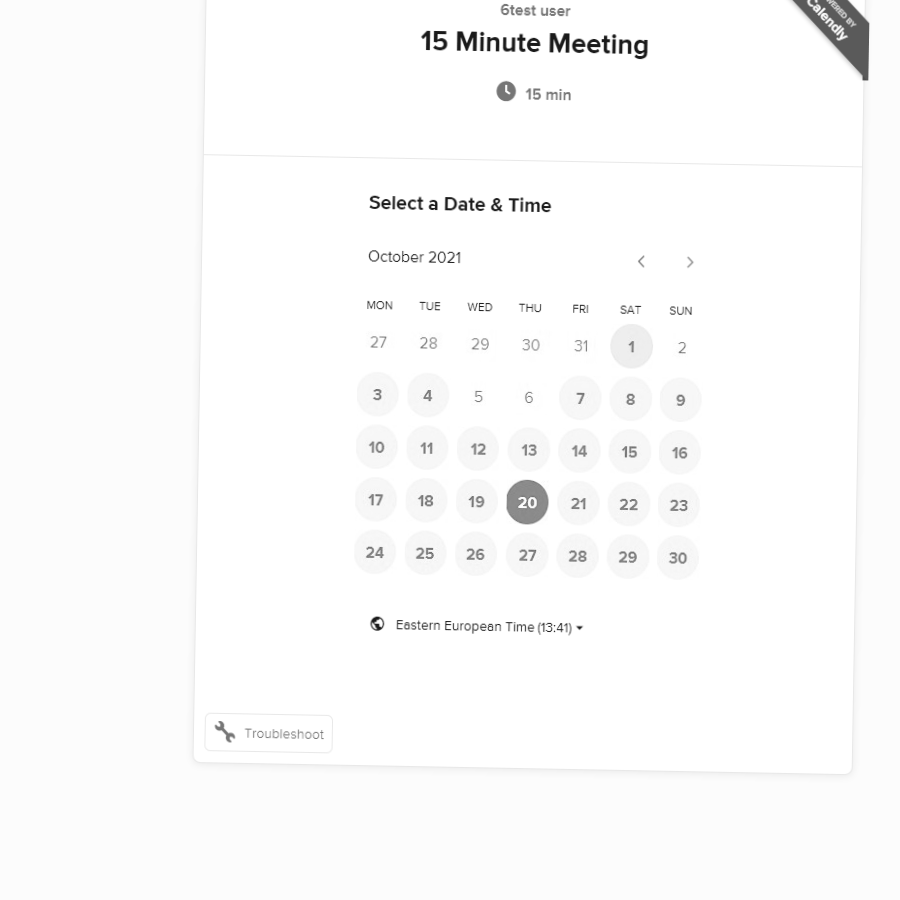 6test user
15 Minute Meeting
POWERED BY
Calendly
15 min
Select a Date & Time
October 2021
MON TUE WED THU FRI SAT SUN
27 28 29 30 31 1 2
3 4 5 6 7 8 9
10 11 12 13 14 15 16
17 18 19 20 21 22 23
24 25 26 27 28 29 30
Eastern European Time (13:41)
Troubleshoot